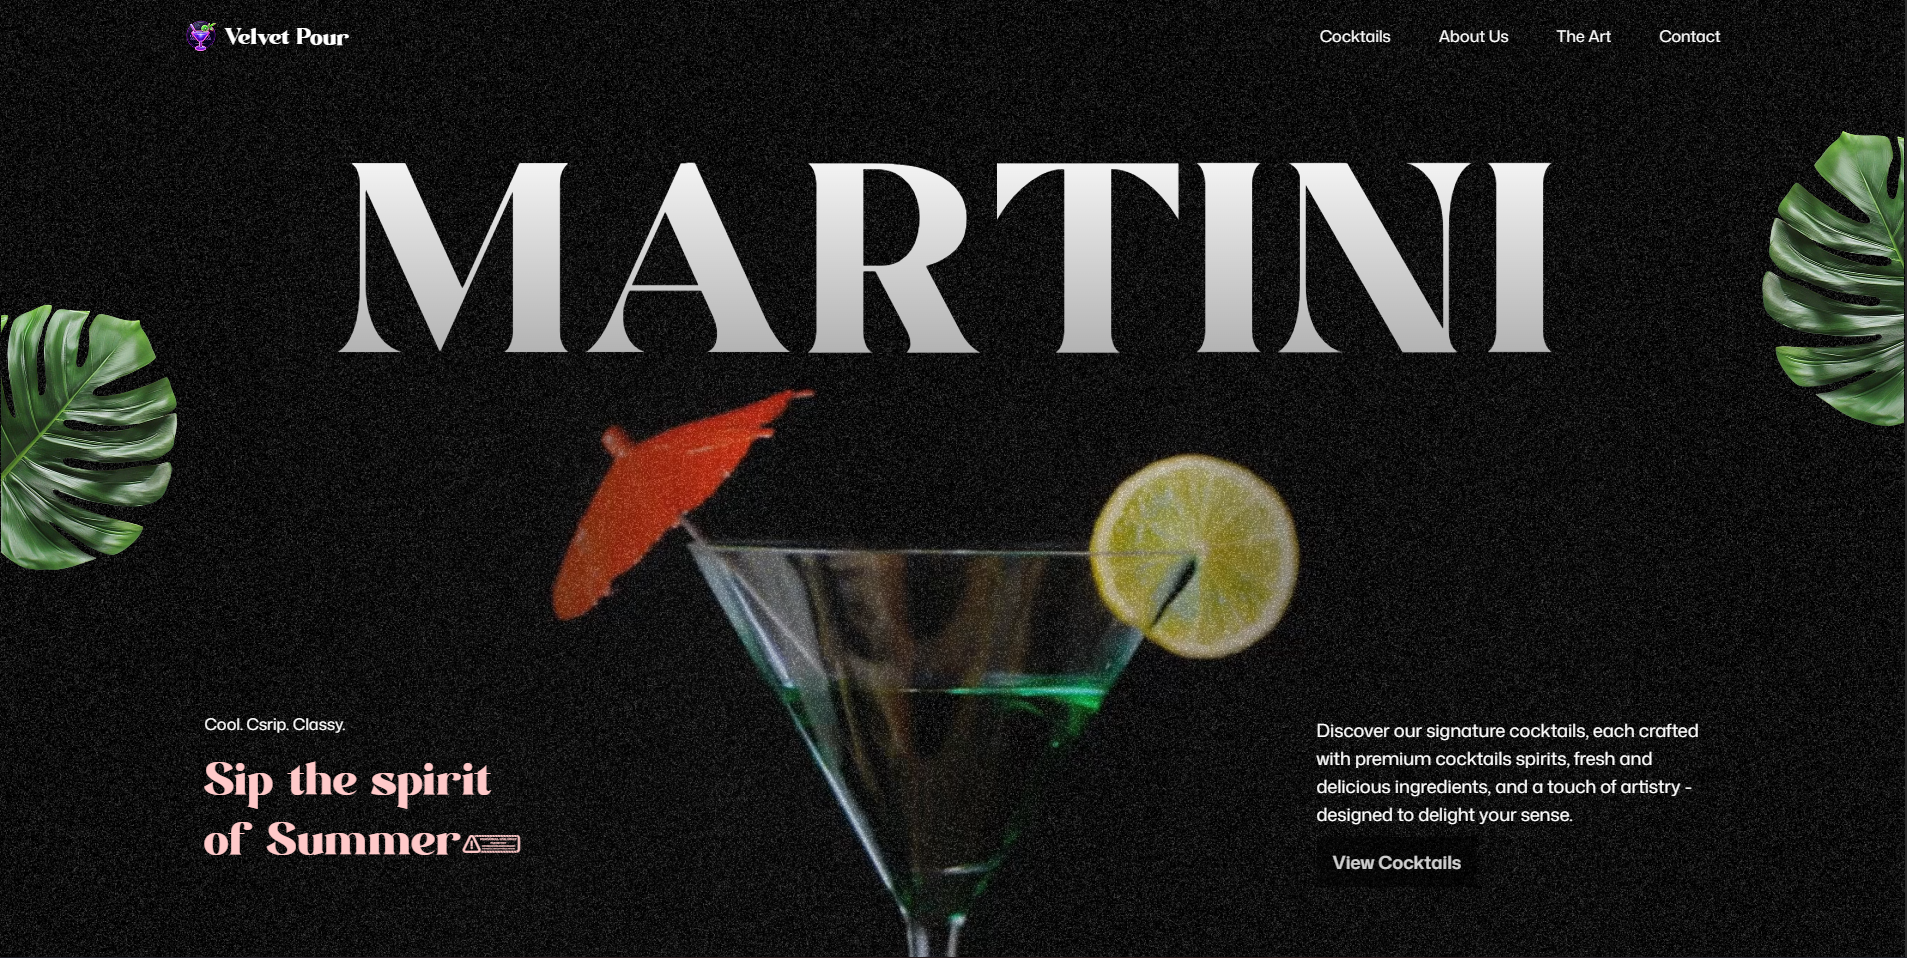 Velvet Pour
Cocktails About Us The Art Contact
MARTINI
Cool. Csrip. Classy.
Sip the spirit
of Summer
Discover our signature cocktails, each crafted
with premium cocktails spirits, fresh and
delicious ingredients, and a touch of artistry -
designed to delight your sense.
View Cocktails